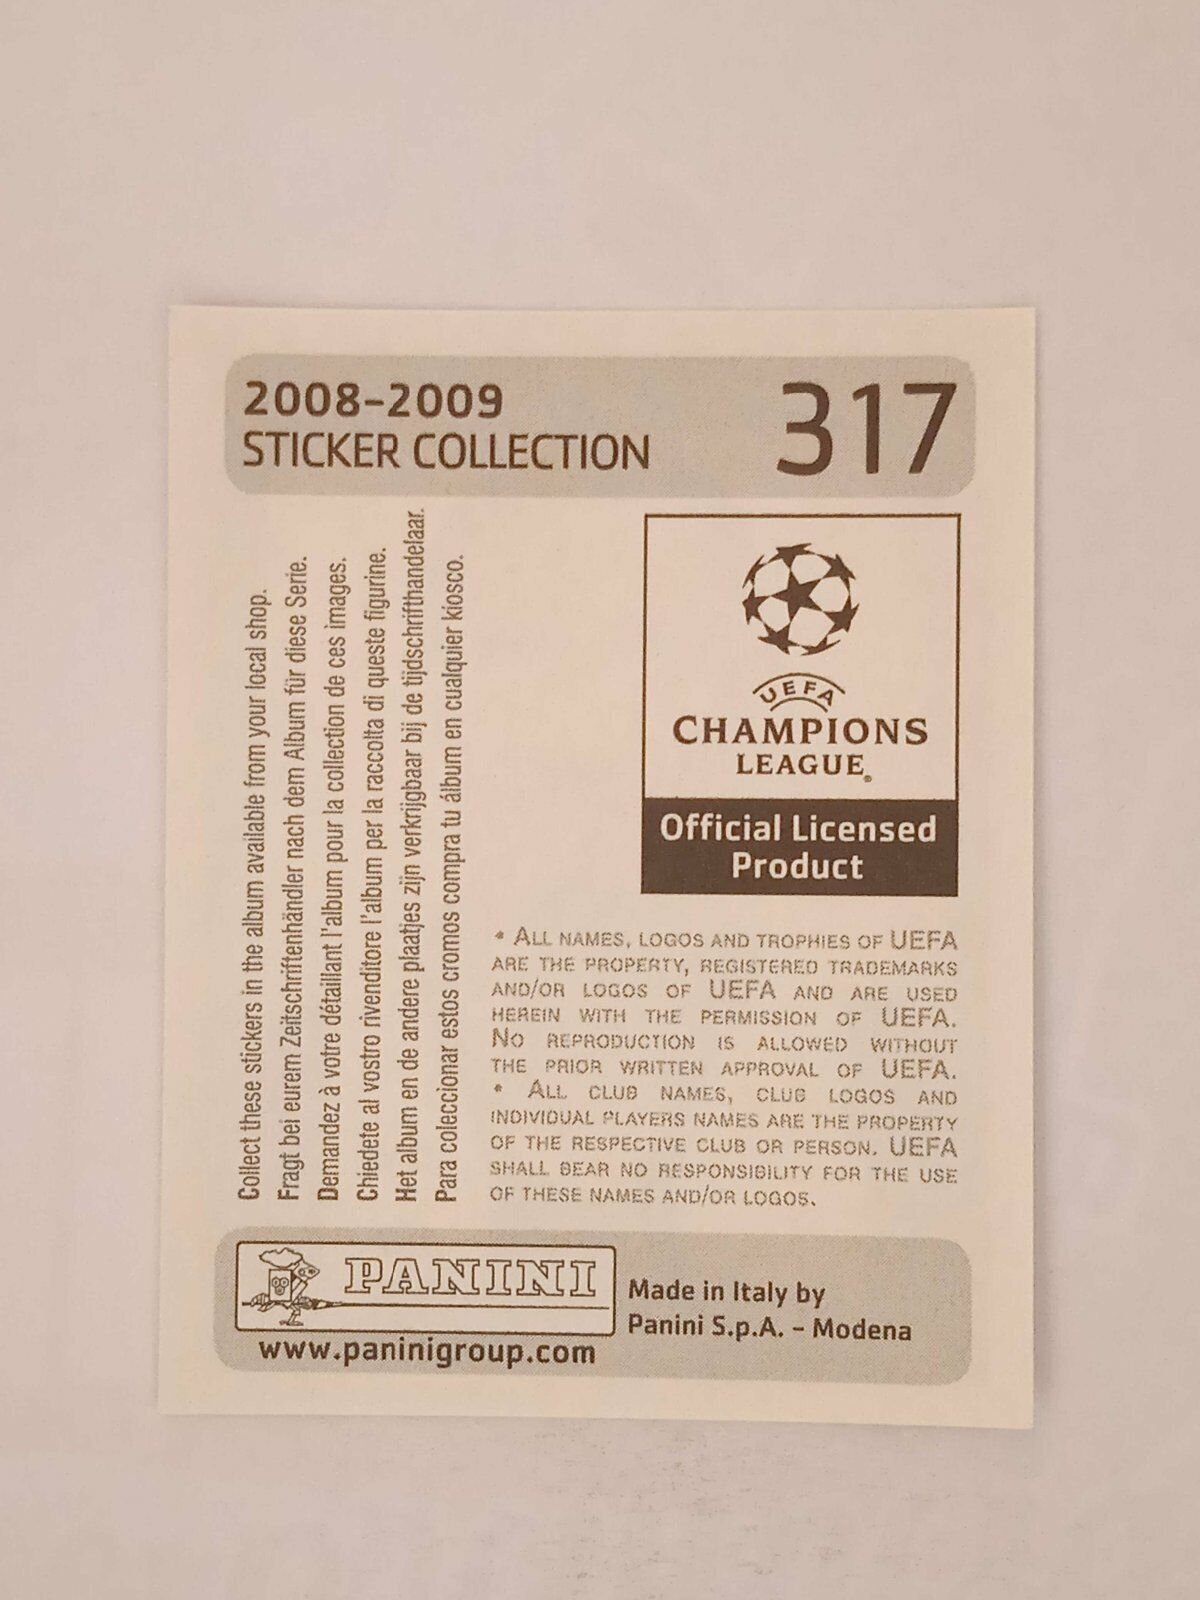 2008-2009
STICKER COLLECTION
317
Collect these stickers in the album available from your local shop.
Fragt bei eurem Zeitschriftenhändler nach dem Album für diese Serie.
Demandez à votre détaillant l'album pour la collection de ces images.
Chiedete al vostro rivenditore l'album per la raccolta di queste figurine.
Het album en de andere plaatjes zijn verkrijgbaar bij de tijdschrifthandelaar.
Para coleccionar estos cromos compra tu álbum en cualquier kiosco.
UEFA
CHAMPIONS
LEAGUE®
Official Licensed
Product
* ALL NAMES, LOGOS AND TROPHIES OF UEFA
ARE THE PROPERTY, REGISTERED TRADEMARKS
AND/OR LOGOS OF UEFA AND ARE USED
HEREIN WITH THE PERMISSION OF UEFA.
NO REPRODUCTION IS ALLOWED WITHOUT
THE PRIOR WRITTEN APPROVAL OF UEFA.
* ALL CLUB NAMES, CLUB LOGOS AND
INDIVIDUAL PLAYERS NAMES ARE THE PROPERTY
OF THE RESPECTIVE CLUB OR PERSON. UEFA
SHALL BEAR NO RESPONSIBILITY FOR THE USE
OF THESE NAMES AND/OR LOGOS.
PANINI
www.paninigroup.com
Made in Italy by
Panini S.p.A. - Modena